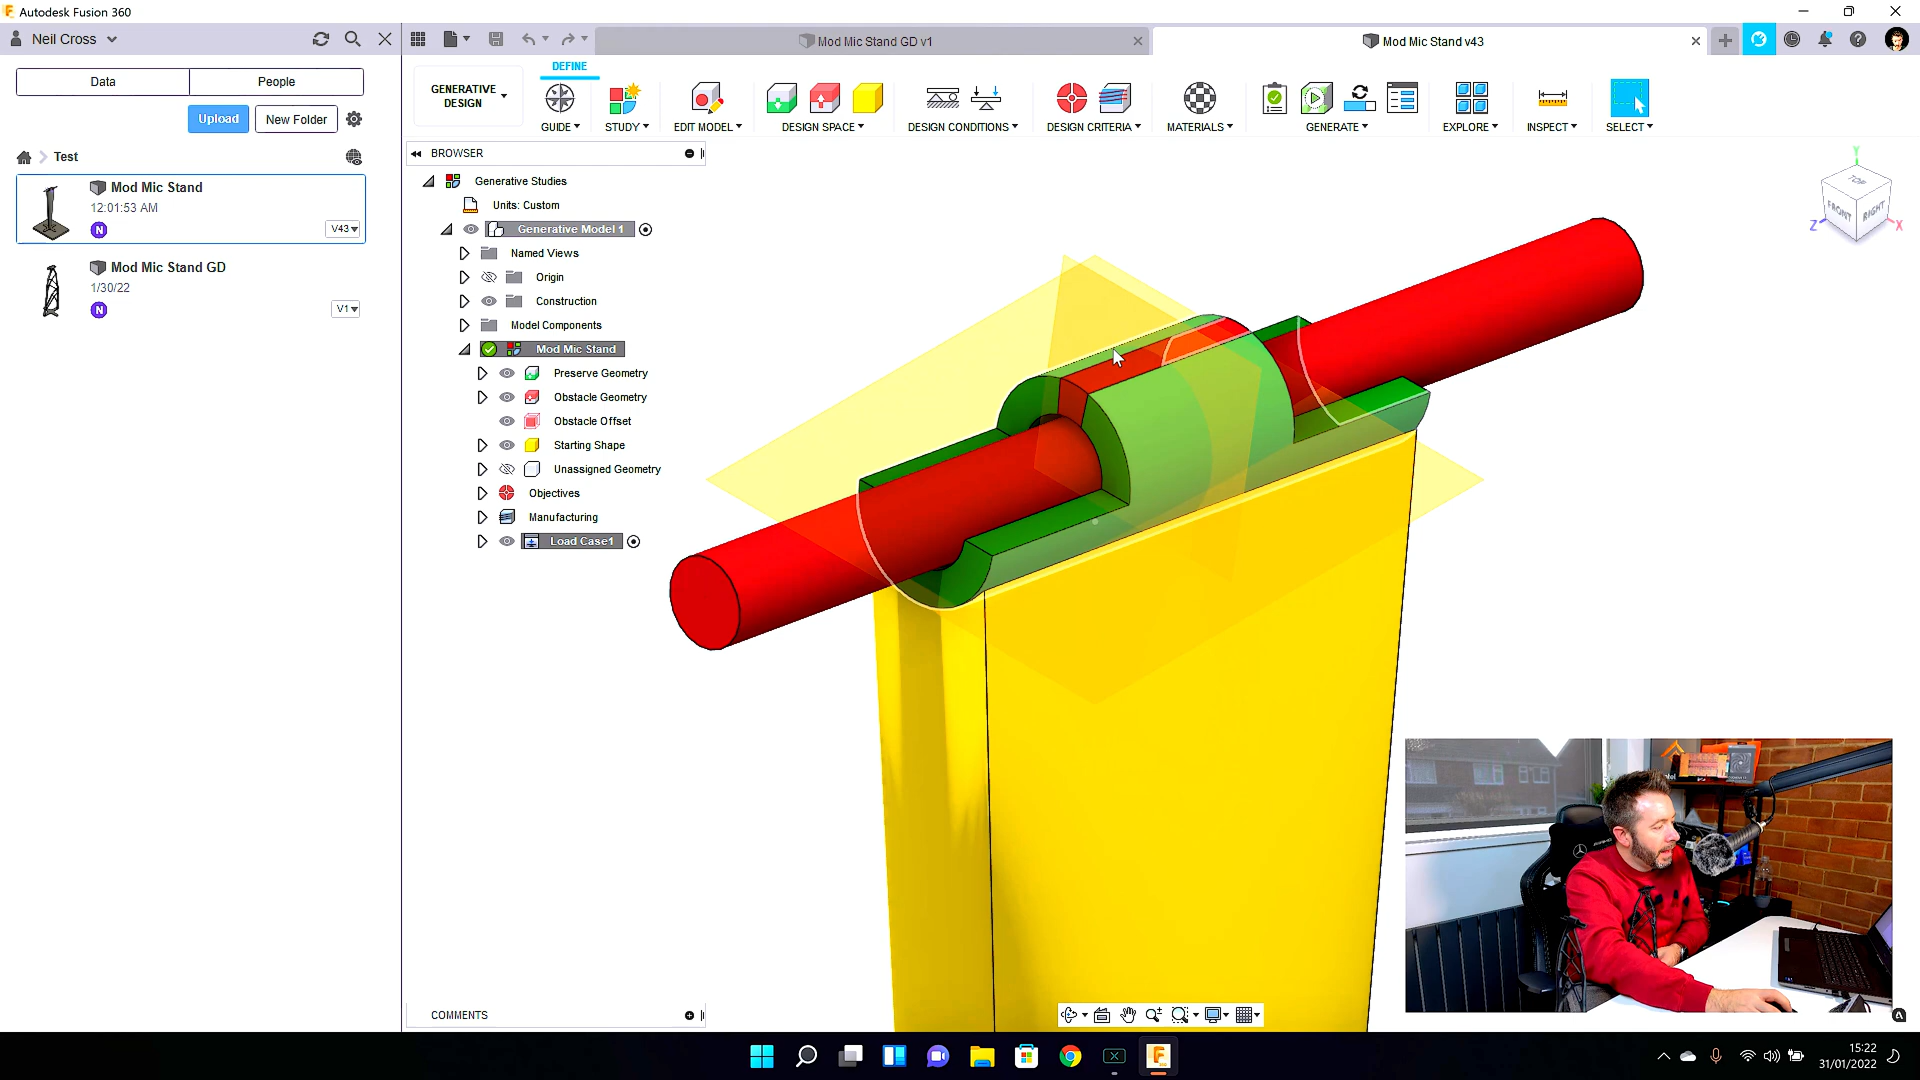 Autodesk Fusion 360
Neil Cross
Mod Mic Stand GD v1
Mod Mic Stand v43
Data
People
Upload
New Folder
Test
Mod Mic Stand
12:01:53 AM
N
V43
Mod Mic Stand GD
1/30/22
N
V1
GENERATIVE
DESIGN
DEFINE
GUIDE
STUDY
EDIT MODEL
DESIGN SPACE
DESIGN CONDITIONS
DESIGN CRITERIA
MATERIALS
GENERATE
EXPLORE
INSPECT
SELECT
BROWSER
Generative Studies
Units: Custom
Generative Model 1
Named Views
Origin
Construction
Model Components
Mod Mic Stand
Preserve Geometry
Obstacle Geometry
Obstacle Offset
Starting Shape
Unassigned Geometry
Objectives
Manufacturing
Load Case1
Y
TOP
FRONT
RIGHT
Z
X
COMMENTS
15:22
31/01/2022